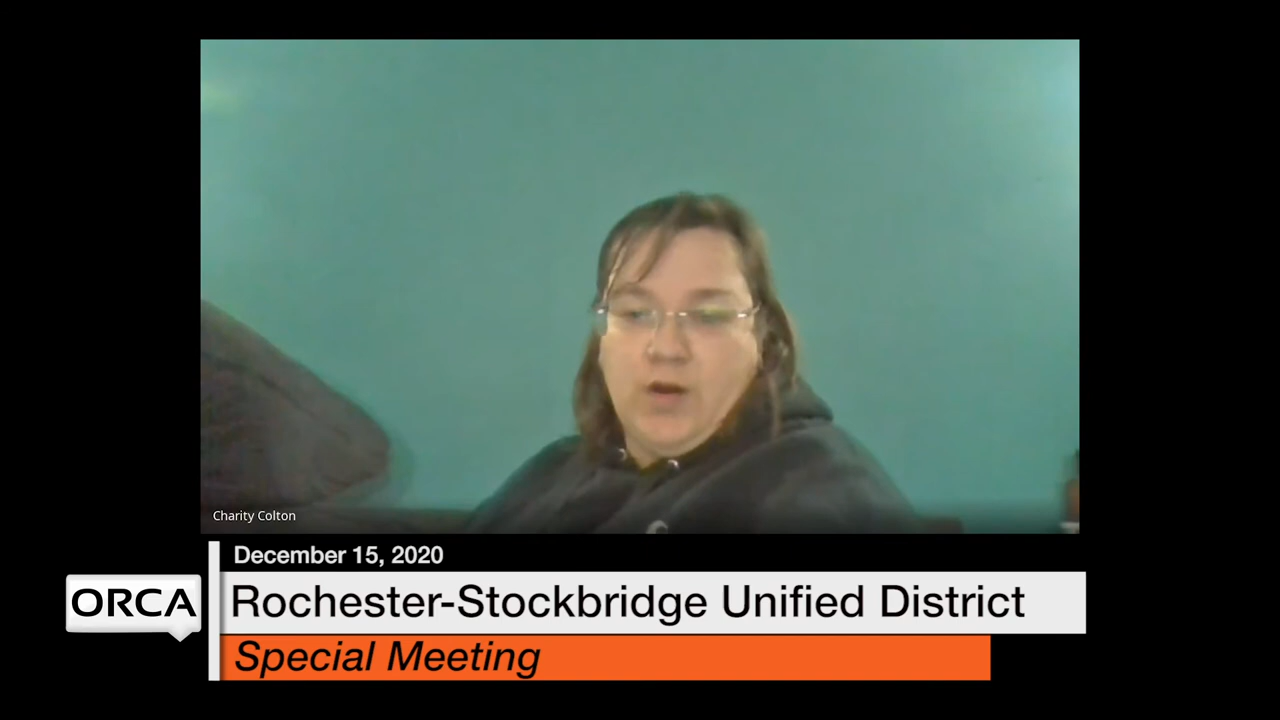 Charity Colton
December 15, 2020
ORCA
Rochester-Stockbridge Unified District
Special Meeting